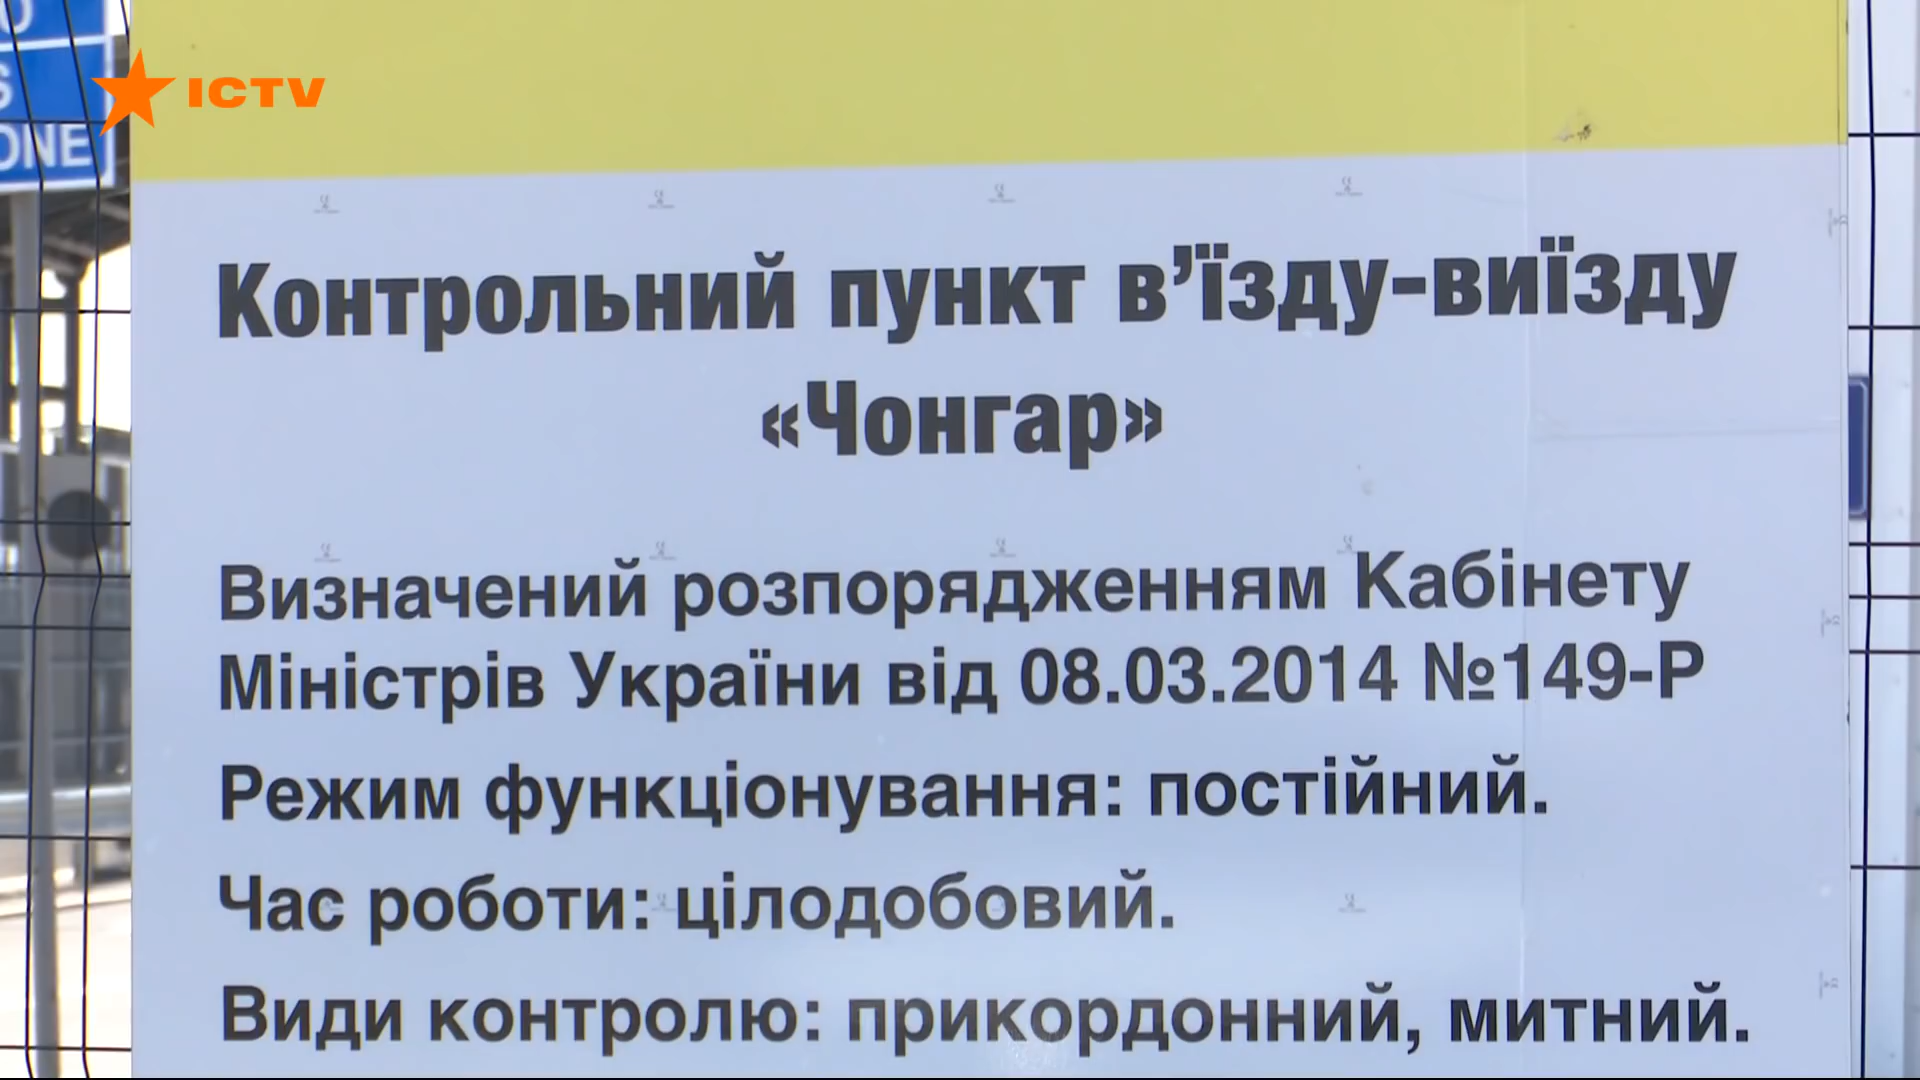 ICTV
ONE
Контрольний пункт в’їзду-виїзду
«Чонгар»
Визначений розпорядженням Кабінету
Міністрів України від 08.03.2014 №149-Р
Режим функціонування: постійний.
Час роботи: цілодобовий.
Види контролю: прикордонний, митний.